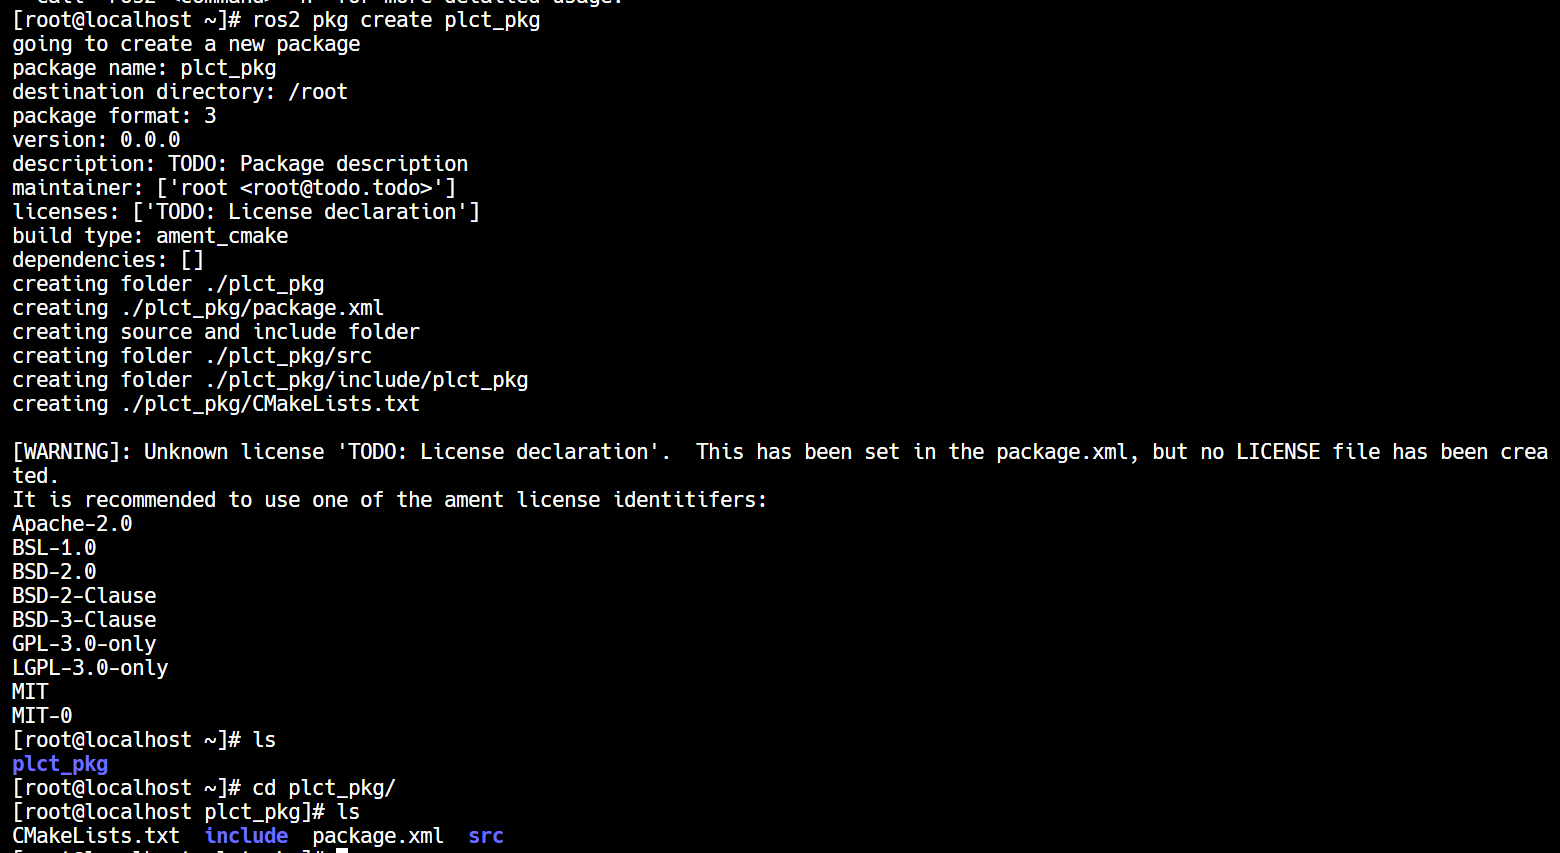 [root@localhost ~]# ros2 pkg create plct_pkg
going to create a new package
package name: plct_pkg
destination directory: /root
package format: 3
version: 0.0.0
description: TODO: Package description
maintainer: ['root <root@todo.todo>']
licenses: ['TODO: License declaration']
build type: ament_cmake
dependencies: []
creating folder ./plct_pkg
creating ./plct_pkg/package.xml
creating source and include folder
creating folder ./plct_pkg/src
creating folder ./plct_pkg/include/plct_pkg
creating ./plct_pkg/CMakeLists.txt
[WARNING]: Unknown license 'TODO: License declaration'.  This has been set in the package.xml, but no LICENSE file has been crea
ted.
It is recommended to use one of the ament license identitifers:
Apache-2.0
BSL-1.0
BSD-2.0
BSD-2-Clause
BSD-3-Clause
GPL-3.0-only
LGPL-3.0-only
MIT
MIT-0
[root@localhost ~]# ls
plct_pkg
[root@localhost ~]# cd plct_pkg/
[root@localhost plct_pkg]# ls
CMakeLists.txt  include  package.xml  src